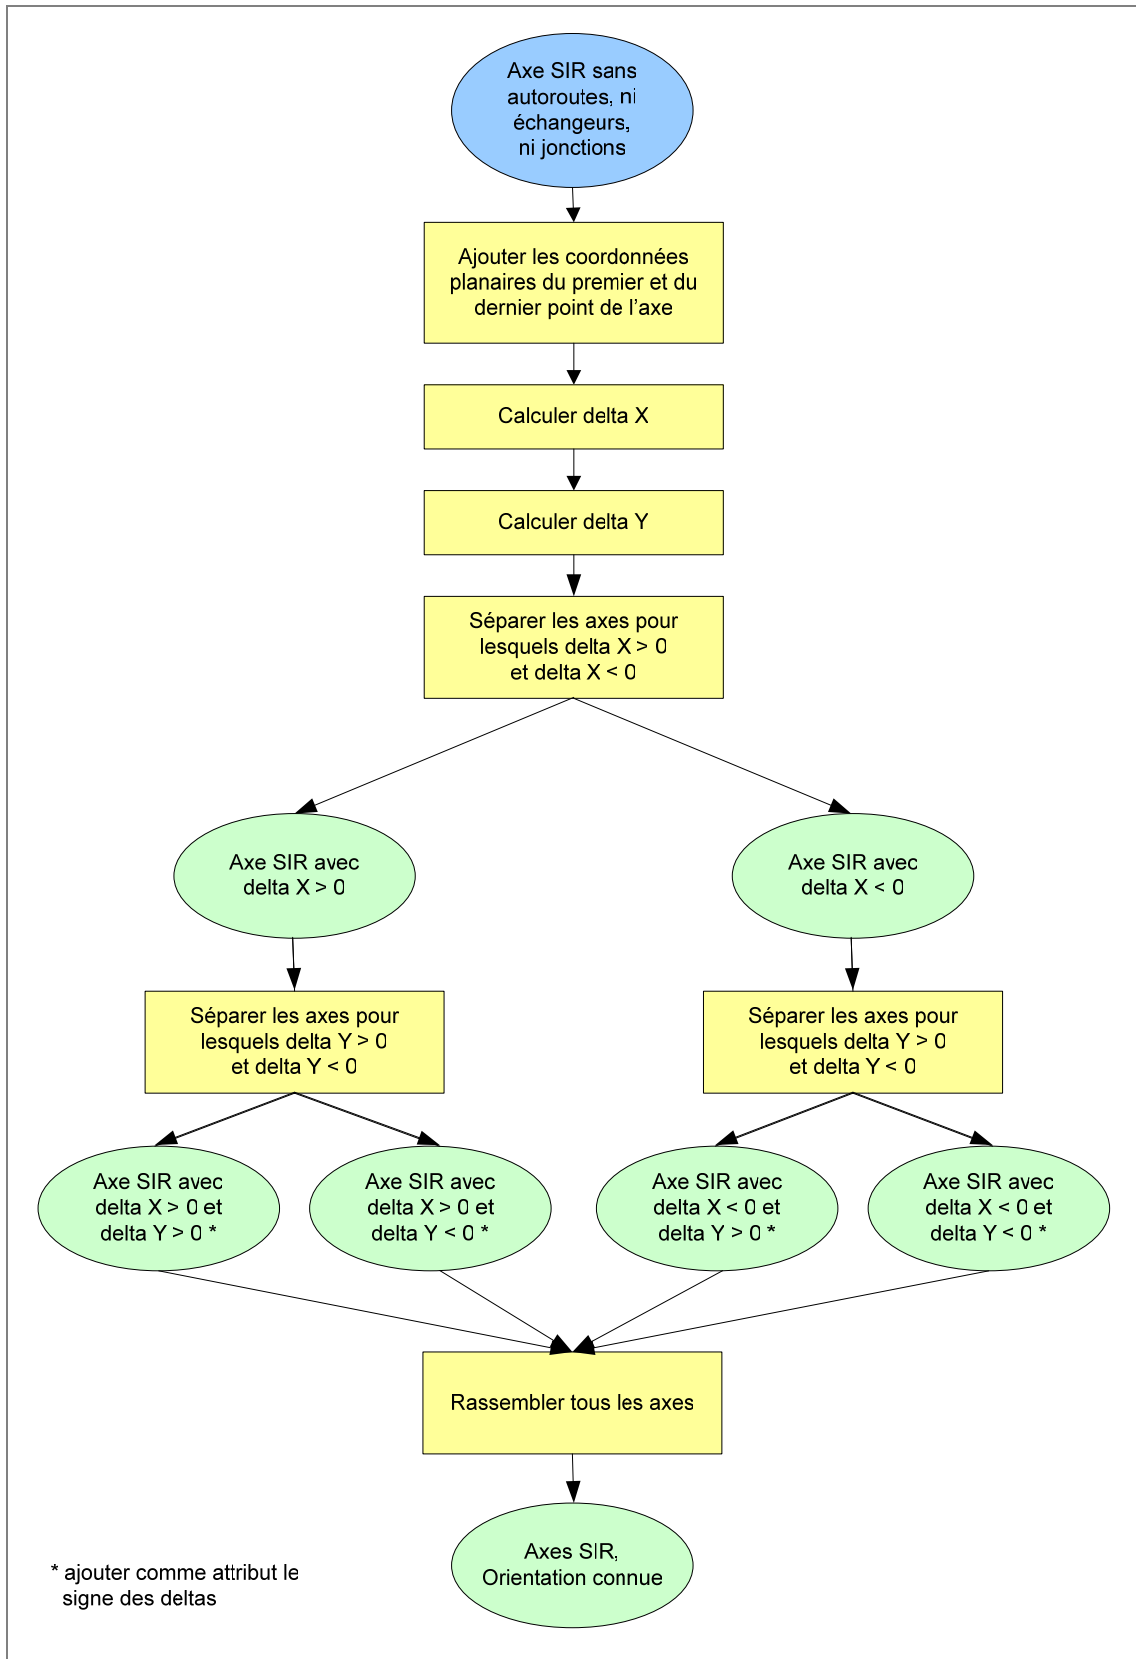 Axe SIR sans
autoroutes, ni
échangeurs,
ni jonctions
Ajouter les coordonnées
planaires du premier et du
dernier point de l'axe
Calculer delta X
Calculer delta Y
Séparer les axes pour
lesquels delta X > 0
et delta X < 0
Axe SIR avec
delta X > 0
Axe SIR avec
delta X < 0
Séparer les axes pour
lesquels delta Y > 0
et delta Y < 0
Séparer les axes pour
lesquels delta Y > 0
et delta Y < 0
Axe SIR avec
delta X > 0 et
delta Y > 0 *
Axe SIR avec
delta X > 0 et
delta Y < 0 *
Axe SIR avec
delta X < 0 et
delta Y > 0 *
Axe SIR avec
delta X < 0 et
delta Y < 0 *
Rassembler tous les axes
Axes SIR,
Orientation connue
* ajouter comme attribut le
signe des deltas